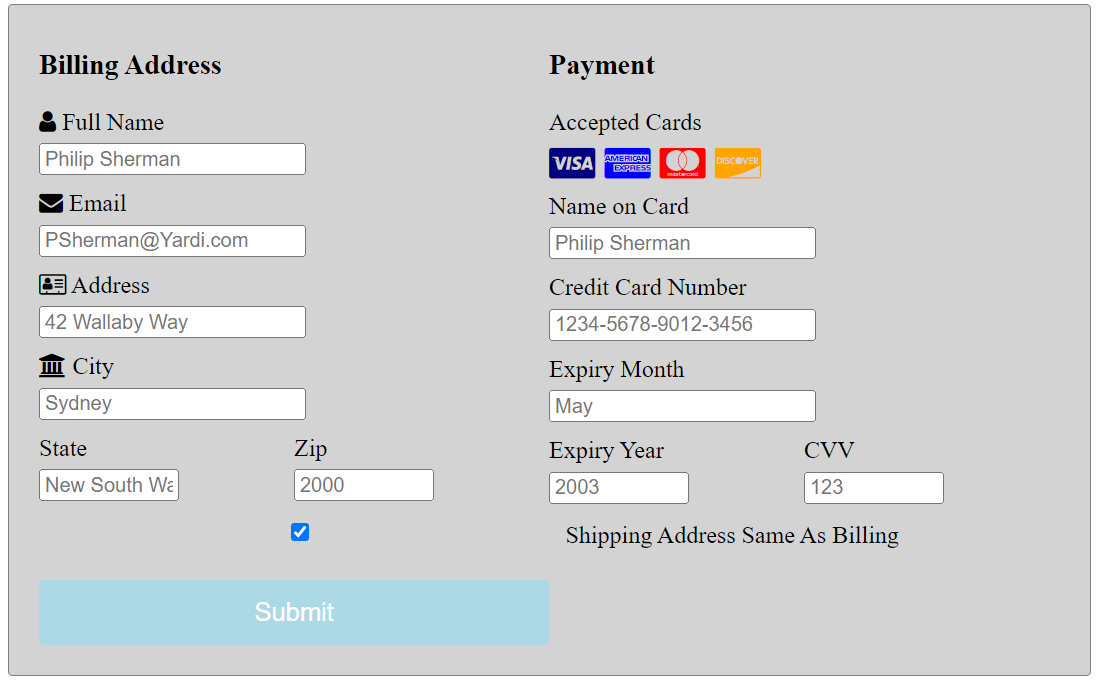 Billing Address
Full Name
Philip Sherman
Email
PSherman@Yardi.com
Address
42 Wallaby Way
City
Sydney
State Zip
New South Wa 2000
Payment
Accepted Cards
VISA AMERICAN EXPRESS mastercard DISCOVER
Name on Card
Philip Sherman
Credit Card Number
1234-5678-9012-3456
Expiry Month
May
Expiry Year CVV
2003 123
Shipping Address Same As Billing
Submit